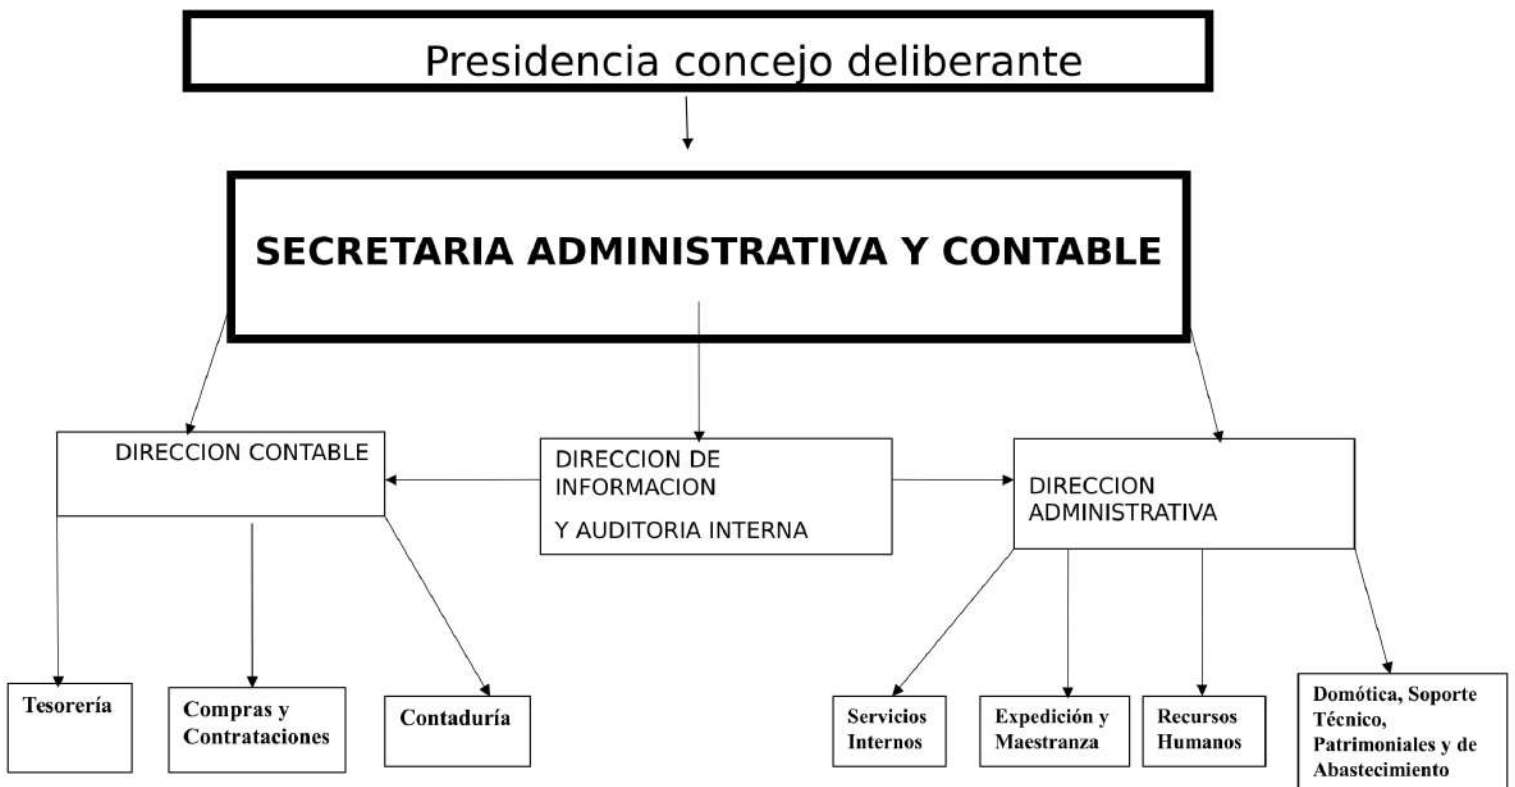 Presidencia concejo deliberante
SECRETARIA ADMINISTRATIVA Y CONTABLE
DIRECCION CONTABLE
DIRECCION DE
INFORMACION
Y AUDITORIA INTERNA
DIRECCION
ADMINISTRATIVA
Tesorería
Compras y
Contrataciones
Contaduría
Servicios
Internos
Expedición y
Maestranza
Recursos
Humanos
Domótica, Soporte
Técnico,
Patrimoniales y de
Abastecimiento